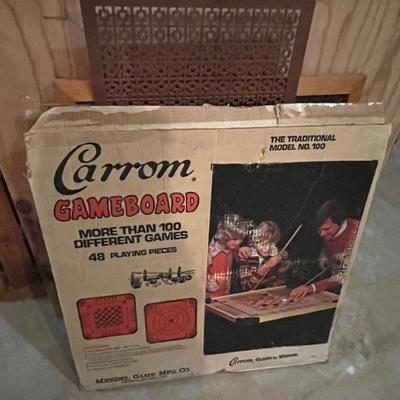 Carrom
GAMEBOARD
MORE THAN 100
DIFFERENT GAMES
48 PLAYING PIECES
THE TRADITIONAL
MODEL NO. 100
MERDEL GAME MFG. CO.
Carrom